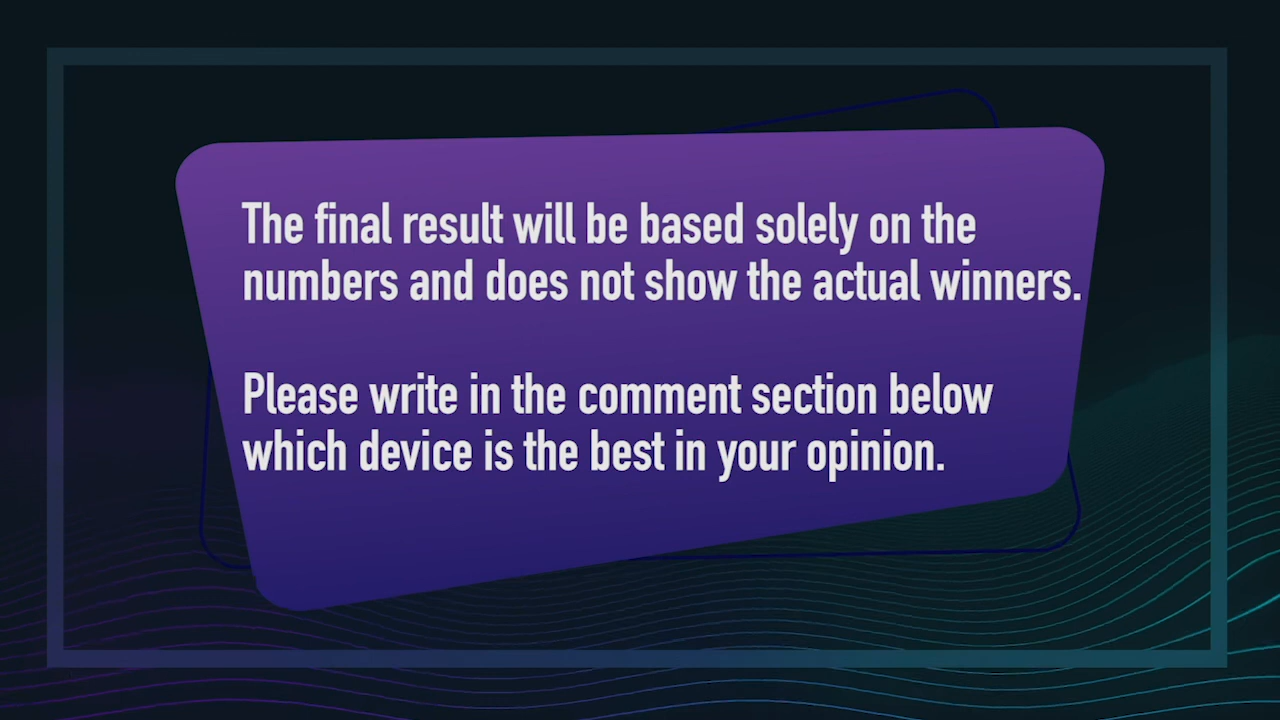 The final result will be based solely on the
numbers and does not show the actual winners.
Please write in the comment section below
which device is the best in your opinion.